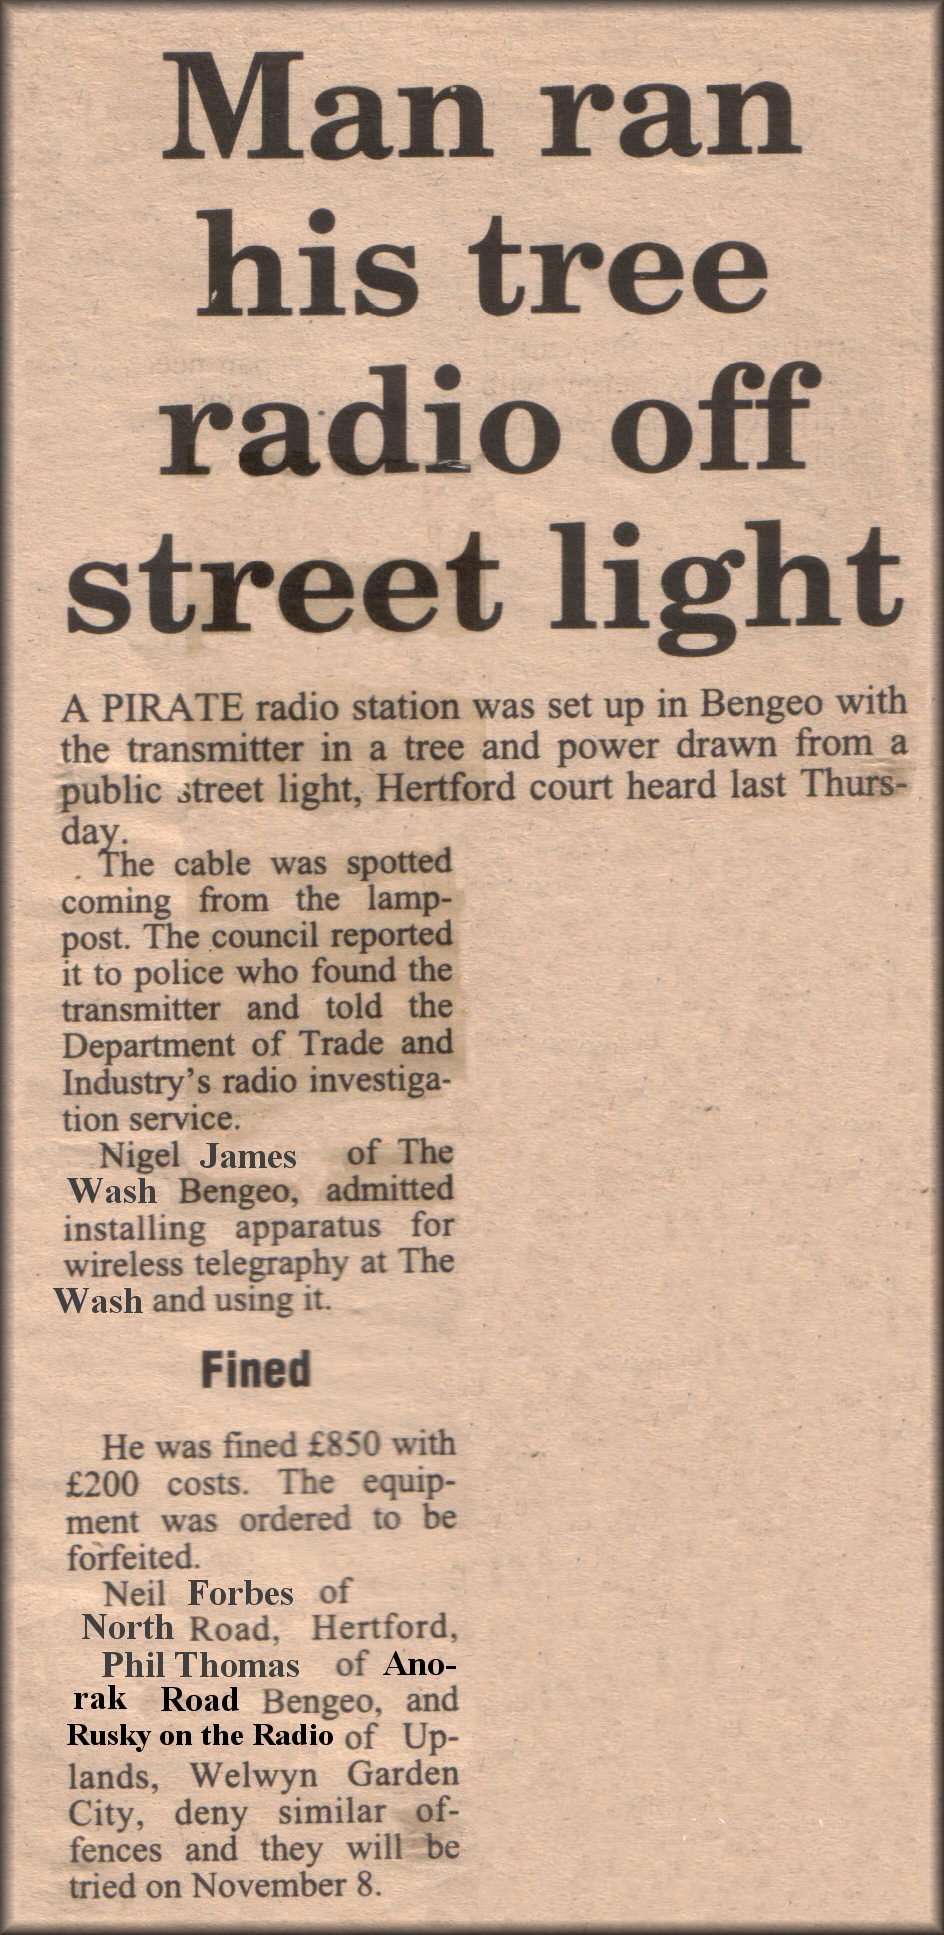 Man ran
his tree
radio off
street light
A PIRATE radio station was set up in Bengeo with
the transmitter in a tree and power drawn from a
public street light, Hertford court heard last Thurs-
day.
The cable was spotted
coming from the lamp-
post. The council reported
it to police who found the
transmitter and told the
Department of Trade and
Industry's radio investiga-
tion service.
Nigel James of The
Wash Bengeo, admitted
installing apparatus for
wireless telegraphy at The
Wash and using it.
Fined
He was fined £850 with
£200 costs. The equip-
ment was ordered to be
forfeited.
Neil Forbes of
North Road, Hertford,
Phil Thomas of Ano-
rak Road Bengeo, and
Rusky on the Radio of Up-
lands, Welwyn Garden
City, deny similar of-
fences and they will be
tried on November 8.